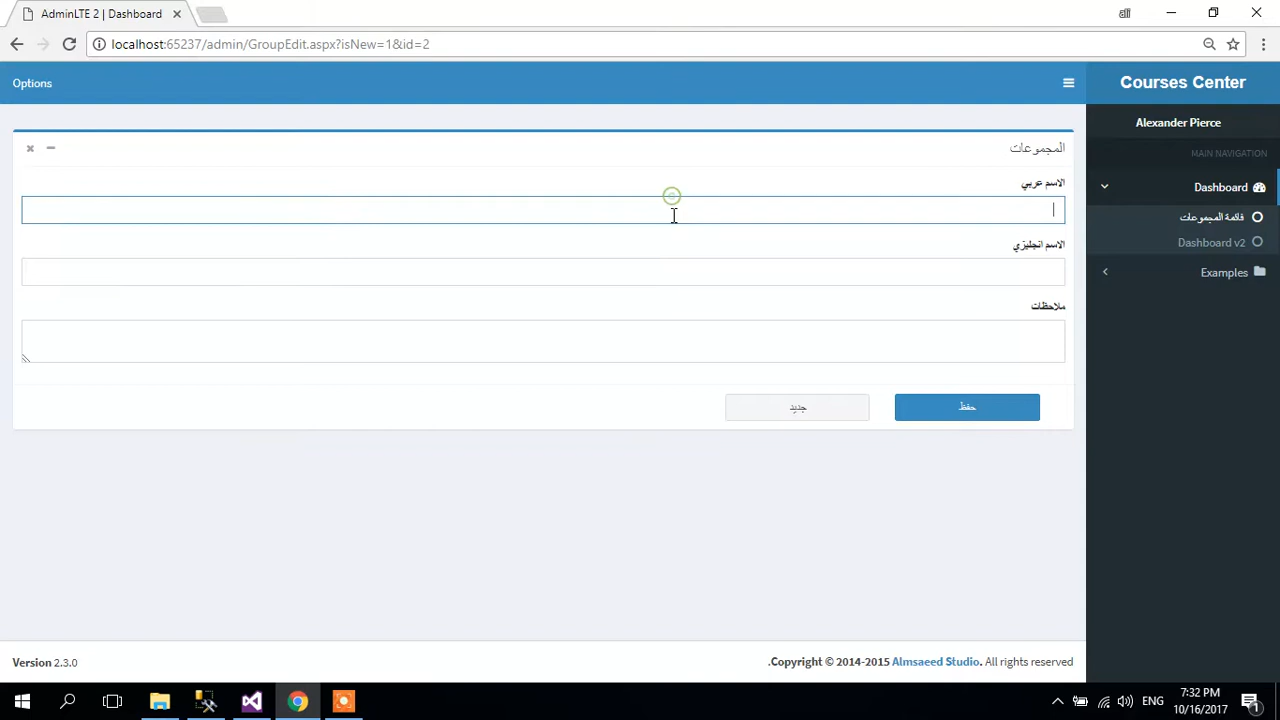 AdminLTE 2 | Dashboard
localhost:65237/admin/GroupEdit.aspx?isNew=1&id=2
Options
Courses Center
Alexander Pierce
MAIN NAVIGATION
Dashboard
قائمة المجموعات
Dashboard v2
Examples
المجموعات
الاسم عربي
الاسم انجليزي
ملاحظات
حفظ
جديد
Version 2.3.0
.Copyright © 2014-2015 Almsaeed Studio. All rights reserved
ENG
7:32 PM
10/16/2017
1